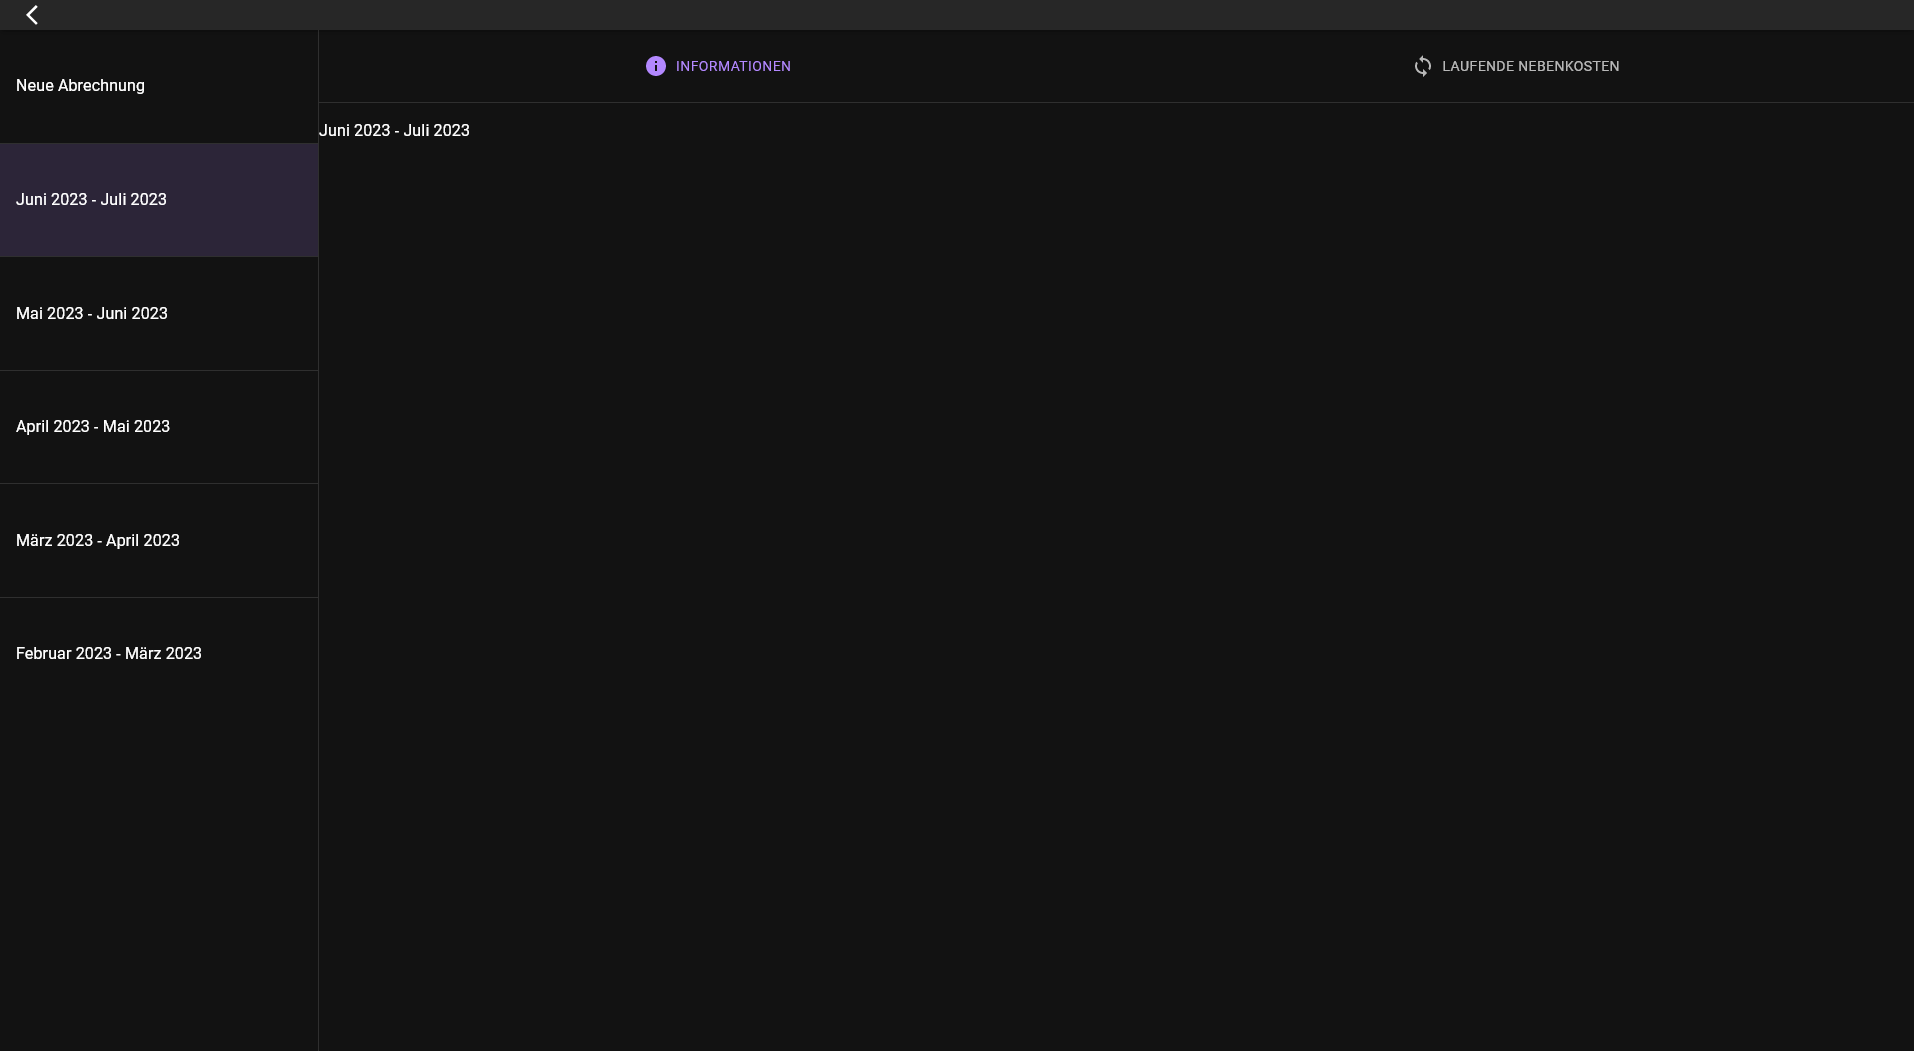 Neue Abrechnung
Juni 2023 - Juli 2023
Mai 2023 - Juni 2023
April 2023 - Mai 2023
März 2023 - April 2023
Februar 2023 - März 2023
INFORMATIONEN
LAUFENDE NEBENKOSTEN
Juni 2023 - Juli 2023